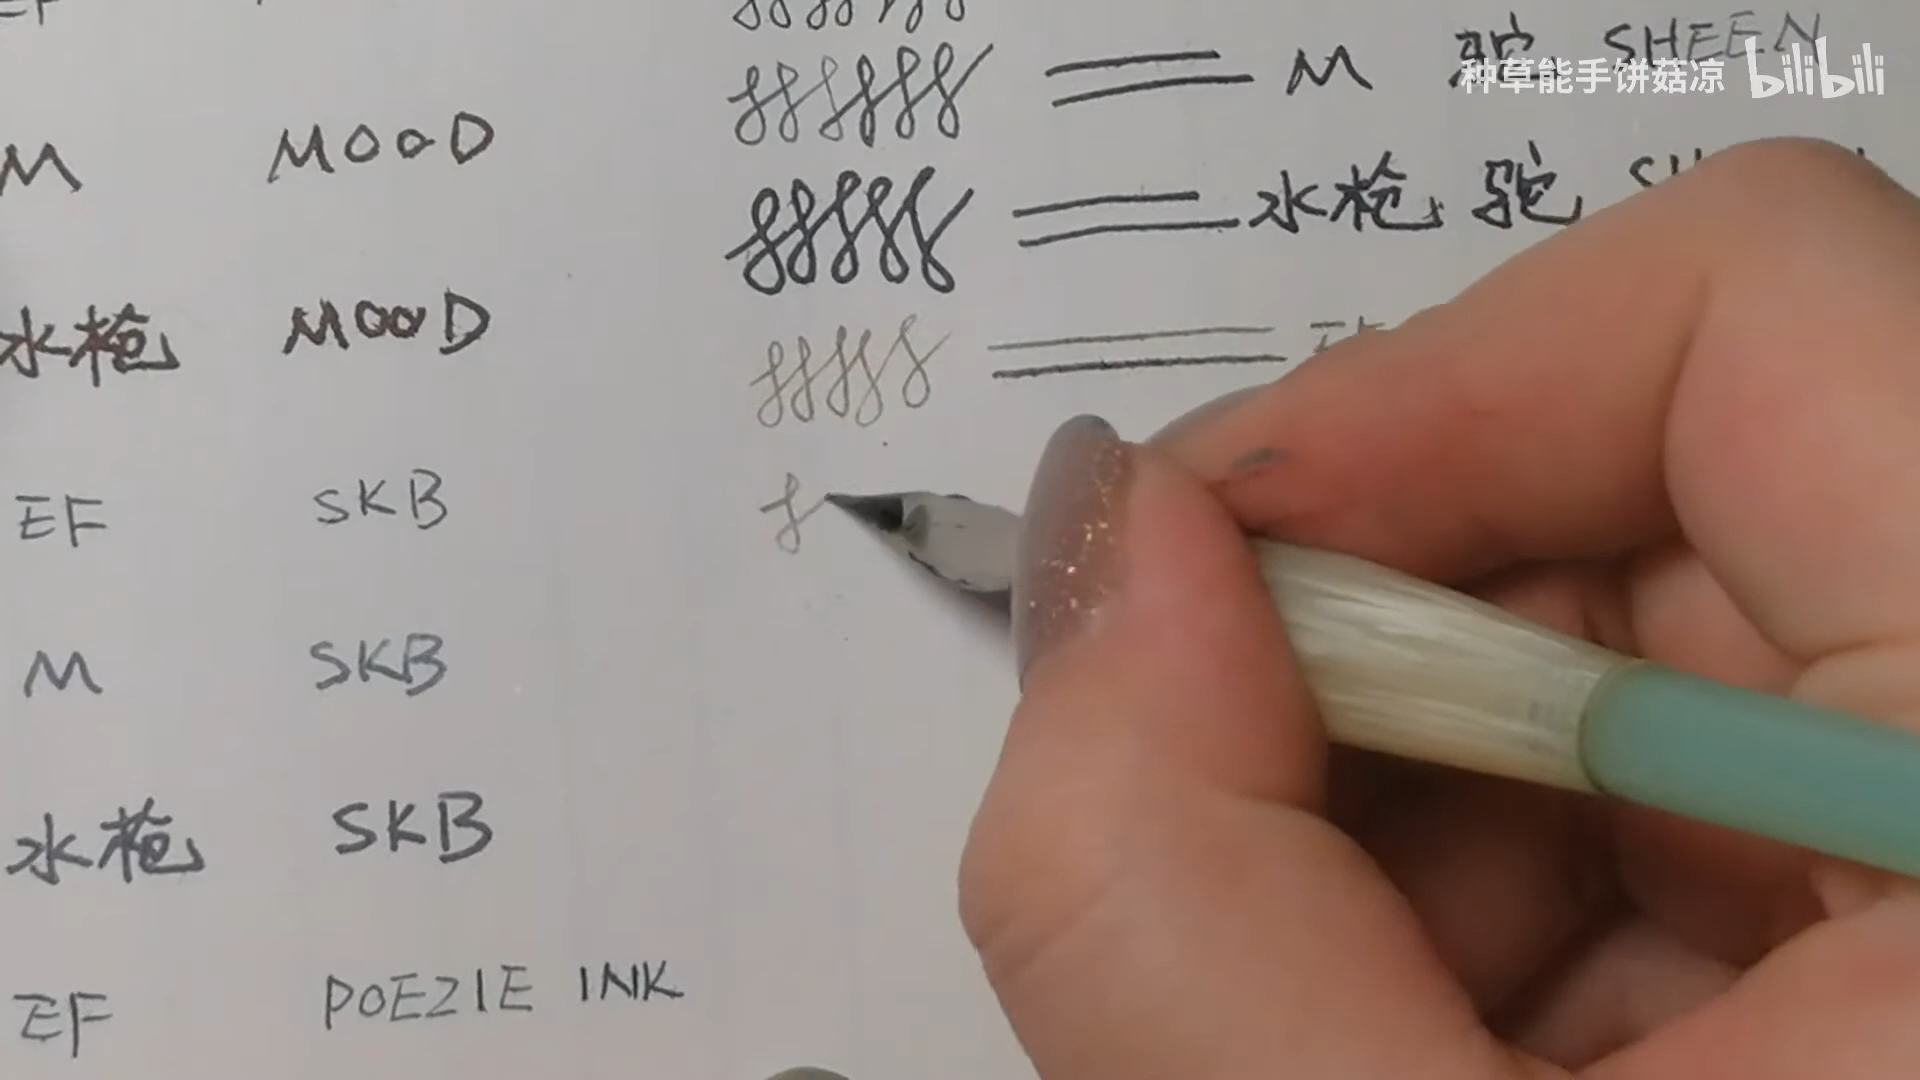 M 驼 SHEEN
种草能手饼菇凉 bilibili
M MOOD
水枪 驼 SH
水枪 MOOD
EF
EF SKB
M SKB
水枪 SKB
EF POEZIE INK